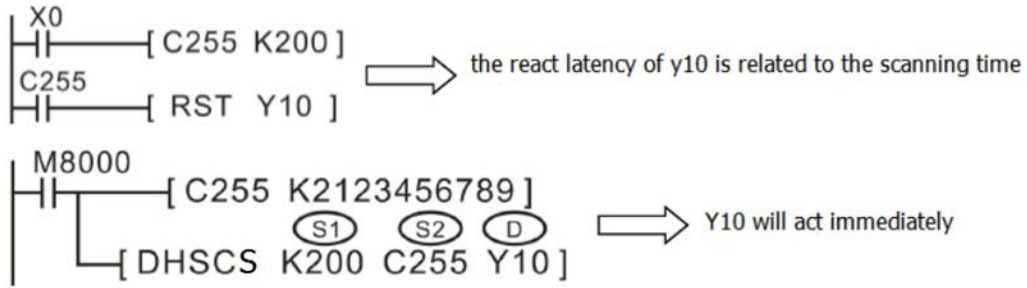 X0
[ C255 K200 ]
the react latency of y10 is related to the scanning time
C255
[ RST Y10 ]
M8000
[ C255 K2123456789 ]
S1 S2 D
Y10 will act immediately
[ DHSCS K200 C255 Y10 ]